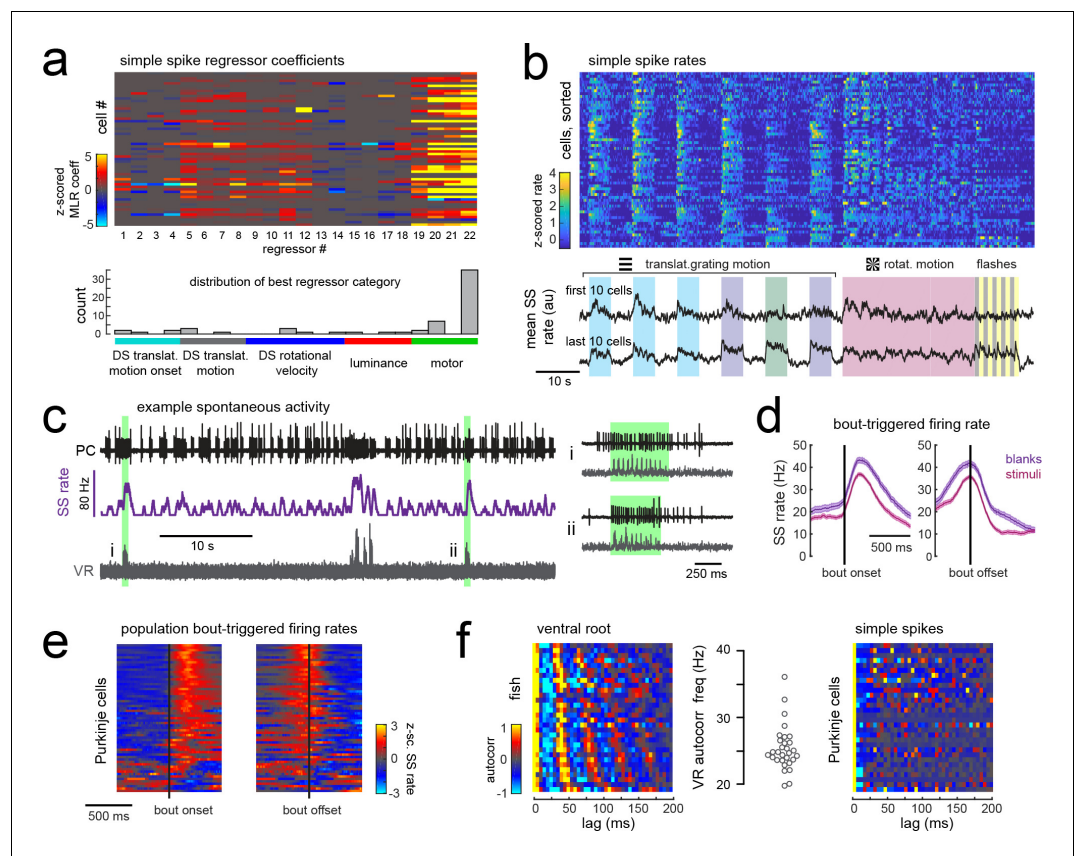 a
simple spike regressor coefficients
cell #
z-scored
MLR coeff
5
0
-5
1 2 3 4 5 6 7 8 9 10 11 12 13 14 15 16 17 18 19 20 21 22
regressor #
distribution of best regressor category
count
30
20
10
0
DS translat. motion onset
DS translat. motion
DS rotational velocity
luminance
motor
b
simple spike rates
cells, sorted
z-scored rate
4
3
2
1
0
translat.grating motion
rotat. motion
flashes
mean SS
rate (au)
first 10 cells
last 10 cells
10 s
c
example spontaneous activity
PC
SS rate
80 Hz
10 s
i
ii
VR
i
ii
250 ms
d
bout-triggered firing rate
SS rate (Hz)
50
40
30
20
10
0
bout onset
500 ms
50
40
30
20
10
0
blanks
stimuli
bout offset
e
population bout-triggered firing rates
Purkinje cells
500 ms
bout onset
bout offset
3
0
-3
z-sc. SS rate
f
ventral root
fish
autocorr
1
0
-1
0 50 100 150 200
lag (ms)
VR autocorr freq (Hz)
40
30
20
simple spikes
Purkinje cells
0 50 100 150 200
lag (ms)